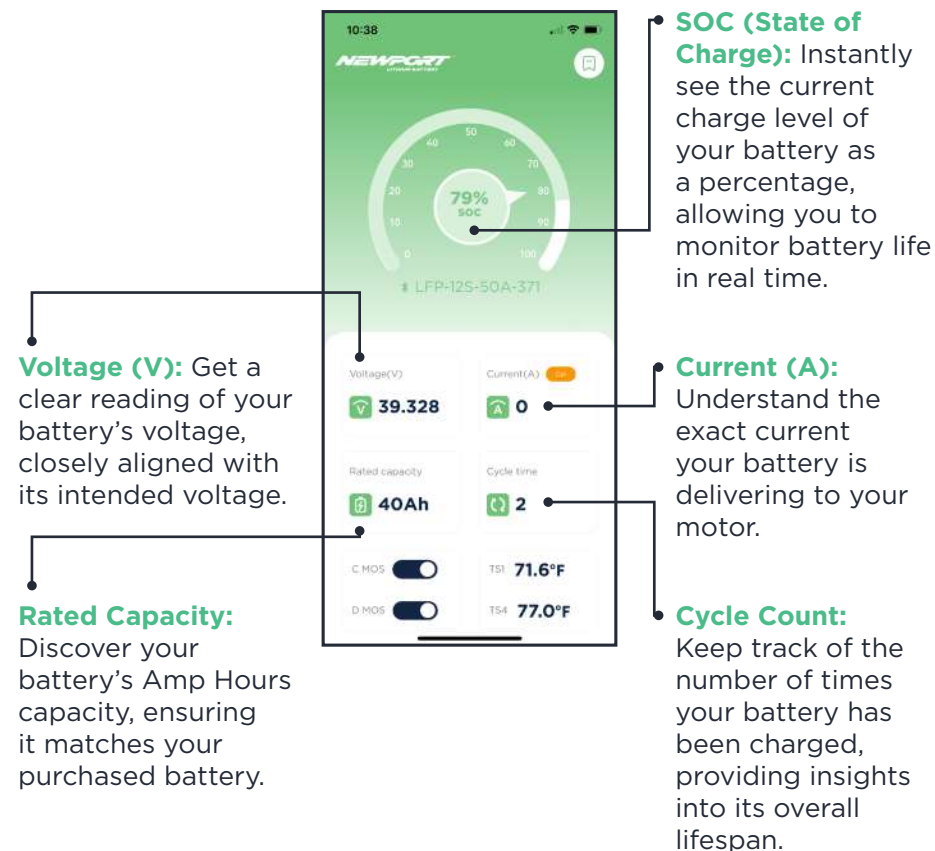 10:38
NEWPORT
LITHIUM BATTERY
0
10
20
30
40
50
60
70
80
90
100
79%
SOC
LFP-12S-50A-371
Voltage(V)
V
39.328
Current(A)
A
0
Rated capacity
40Ah
Cycle time
2
C MOS
TS1 71.6°F
D MOS
TS4 77.0°F
Voltage (V): Get a
clear reading of your
battery’s voltage,
closely aligned with
its intended voltage.
Rated Capacity:
Discover your
battery’s Amp Hours
capacity, ensuring
it matches your
purchased battery.
SOC (State of
Charge): Instantly
see the current
charge level of
your battery as
a percentage,
allowing you to
monitor battery life
in real time.
Current (A):
Understand the
exact current
your battery is
delivering to your
motor.
Cycle Count:
Keep track of the
number of times
your battery has
been charged,
providing insights
into its overall
lifespan.